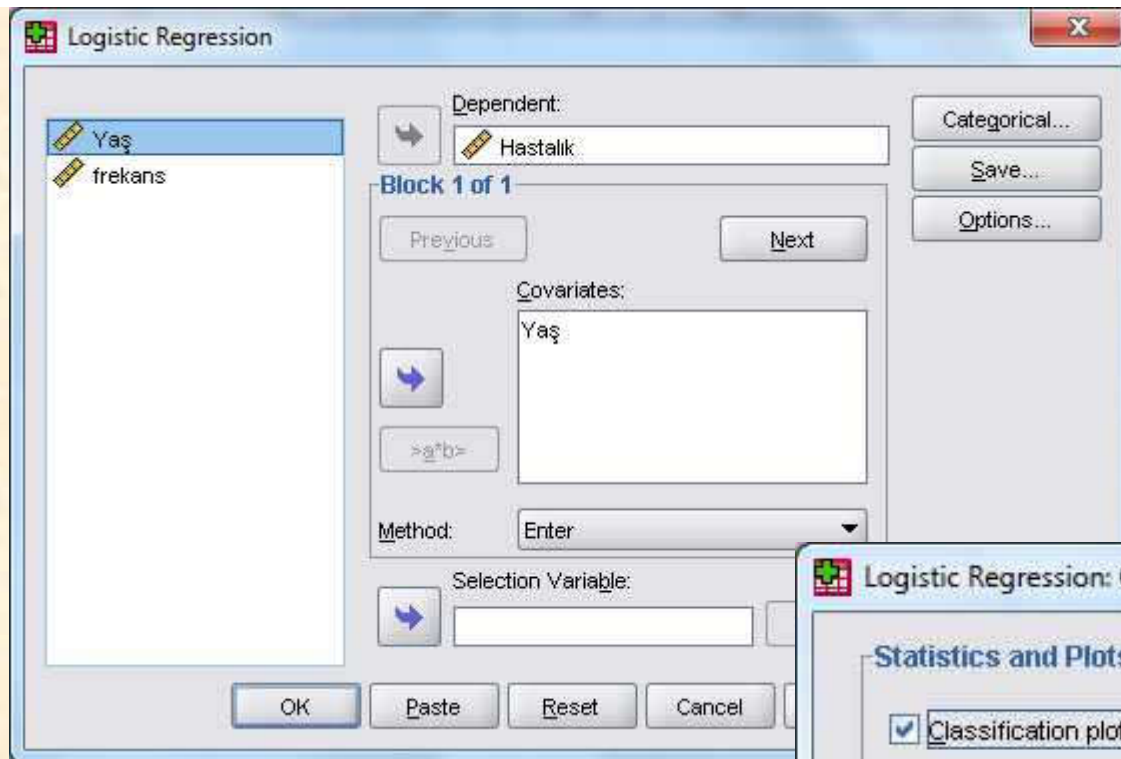 Logistic Regression
X
Yaş
frekans
Dependent:
Hastalık
Block 1 of 1
Previous
Next
Covariates:
Yaş
>a*b>
Method:
Enter
Selection Variable:
OK
Paste
Reset
Cancel
Categorical...
Save...
Options...
Logistic Regression:
Statistics and Plots
Classification plot